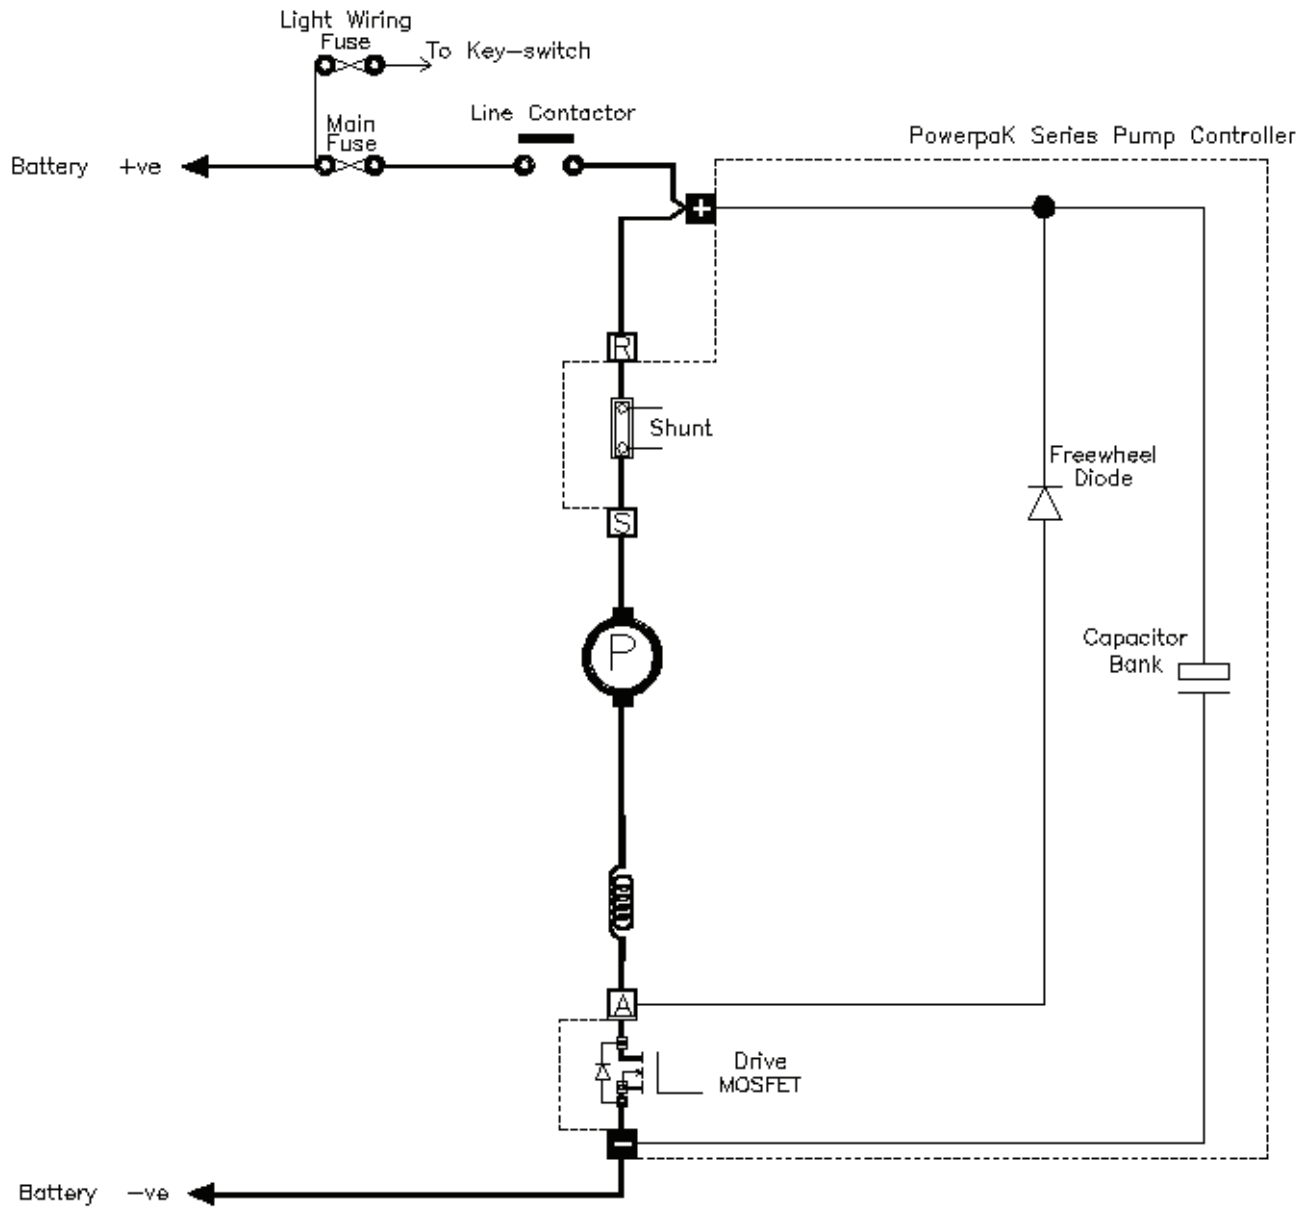 Light Wiring
Fuse
To Key-switch
Main
Fuse
Line Contactor
PowerpaK Series Pump Controller
Battery +ve
+
R
Shunt
Freewheel
Diode
S
P
Capacitor
Bank
A
Drive
MOSFET
-
Battery -ve